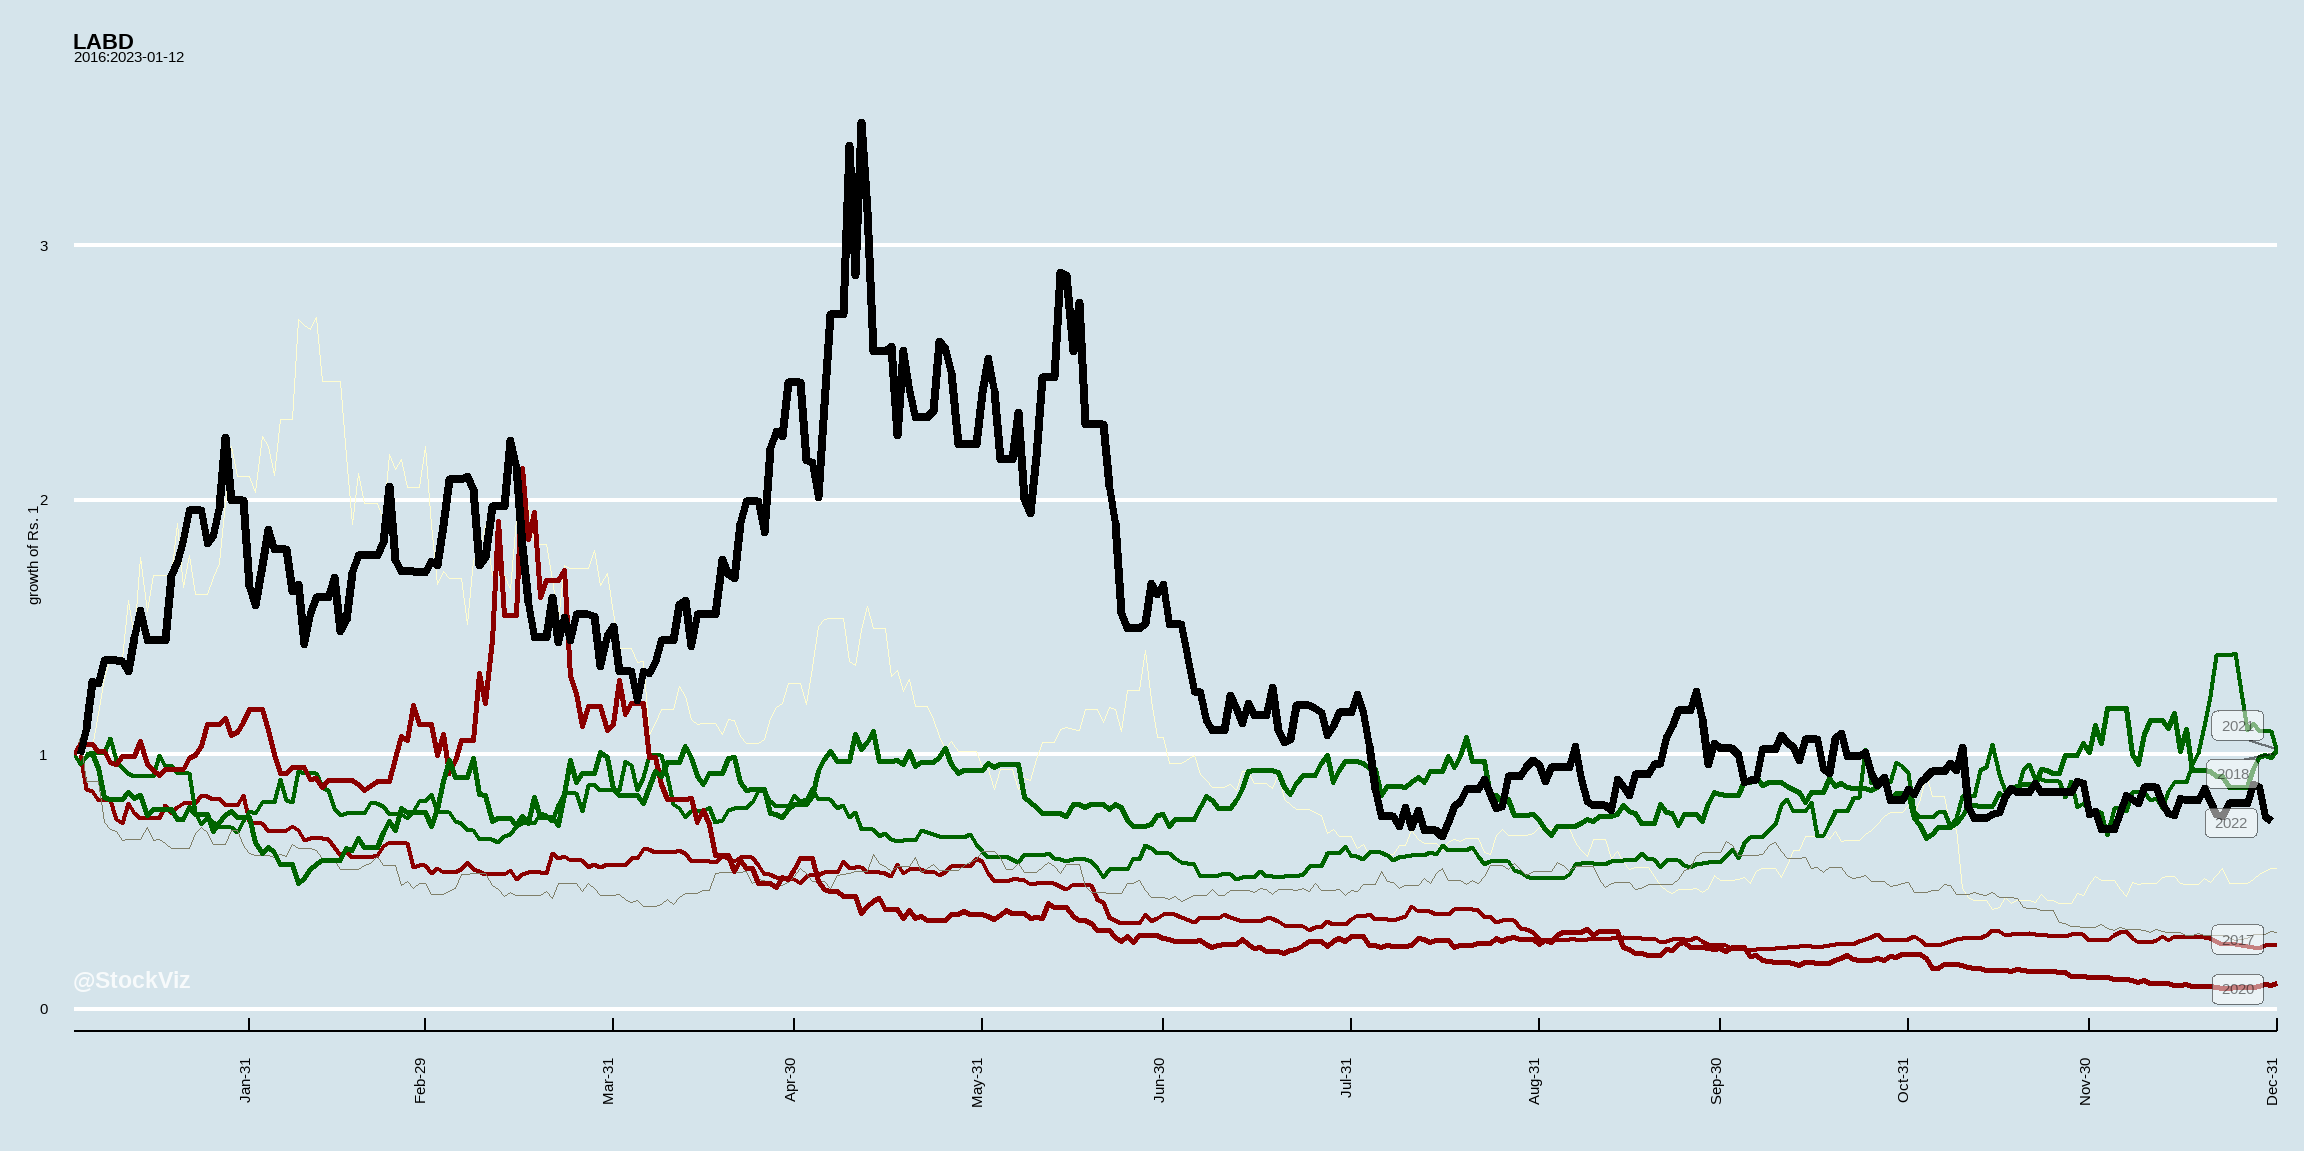 LABD
2016:2023-01-12
3
2
1
0
growth of Rs. 1
2021
2018
2022
2017
2020
@StockViz
Jan-31
Feb-29
Mar-31
Apr-30
May-31
Jun-30
Jul-31
Aug-31
Sep-30
Oct-31
Nov-30
Dec-31